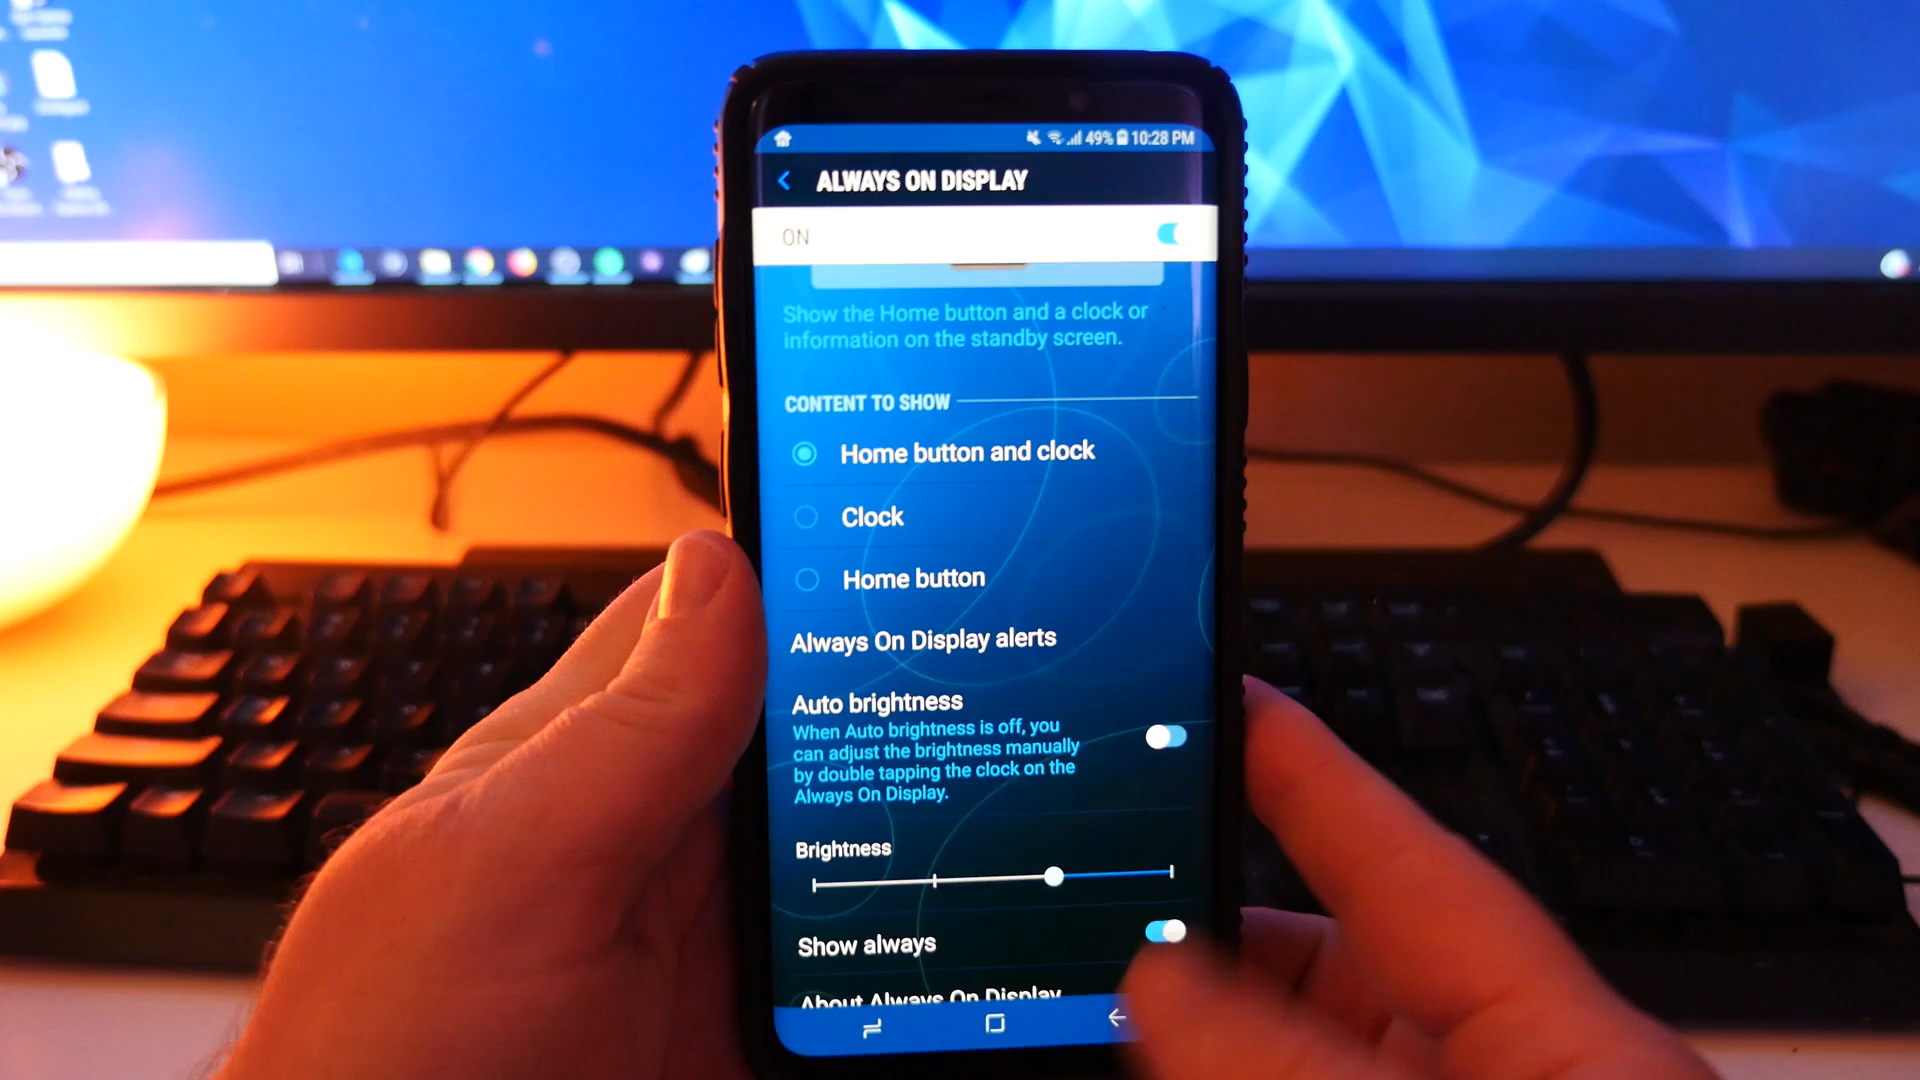 49% 10:28 PM
ALWAYS ON DISPLAY
ON
Show the Home button and a clock or
information on the standby screen.
CONTENT TO SHOW
Home button and clock
Clock
Home button
Always On Display alerts
Auto brightness
When Auto brightness is off, you
can adjust the brightness manually
by double tapping the clock on the
Always On Display.
Brightness
Show always
About Always On Display